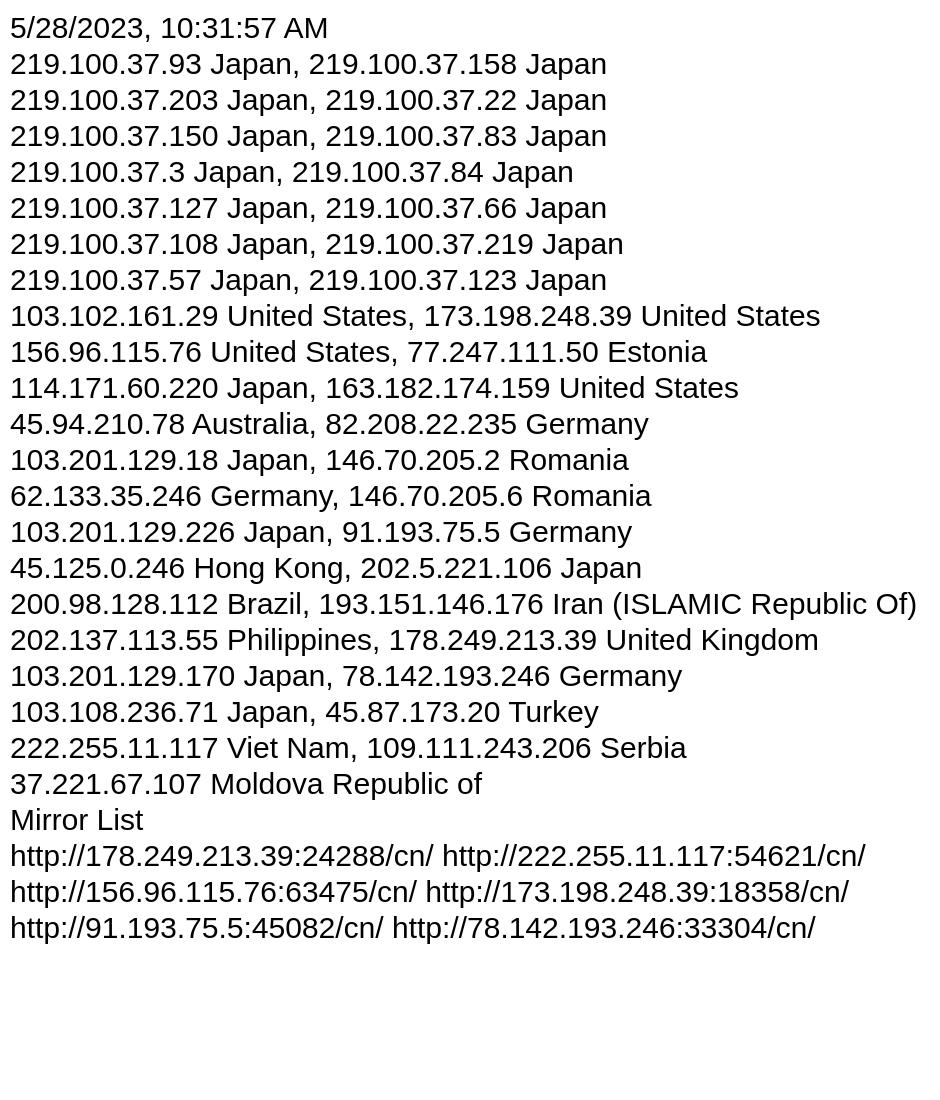 5/28/2023, 10:31:57 AM
219.100.37.93 Japan, 219.100.37.158 Japan
219.100.37.203 Japan, 219.100.37.22 Japan
219.100.37.150 Japan, 219.100.37.83 Japan
219.100.37.3 Japan, 219.100.37.84 Japan
219.100.37.127 Japan, 219.100.37.66 Japan
219.100.37.108 Japan, 219.100.37.219 Japan
219.100.37.57 Japan, 219.100.37.123 Japan
103.102.161.29 United States, 173.198.248.39 United States
156.96.115.76 United States, 77.247.111.50 Estonia
114.171.60.220 Japan, 163.182.174.159 United States
45.94.210.78 Australia, 82.208.22.235 Germany
103.201.129.18 Japan, 146.70.205.2 Romania
62.133.35.246 Germany, 146.70.205.6 Romania
103.201.129.226 Japan, 91.193.75.5 Germany
45.125.0.246 Hong Kong, 202.5.221.106 Japan
200.98.128.112 Brazil, 193.151.146.176 Iran (ISLAMIC Republic Of)
202.137.113.55 Philippines, 178.249.213.39 United Kingdom
103.201.129.170 Japan, 78.142.193.246 Germany
103.108.236.71 Japan, 45.87.173.20 Turkey
222.255.11.117 Viet Nam, 109.111.243.206 Serbia
37.221.67.107 Moldova Republic of
Mirror List
http://178.249.213.39:24288/cn/ http://222.255.11.117:54621/cn/
http://156.96.115.76:63475/cn/ http://173.198.248.39:18358/cn/
http://91.193.75.5:45082/cn/ http://78.142.193.246:33304/cn/